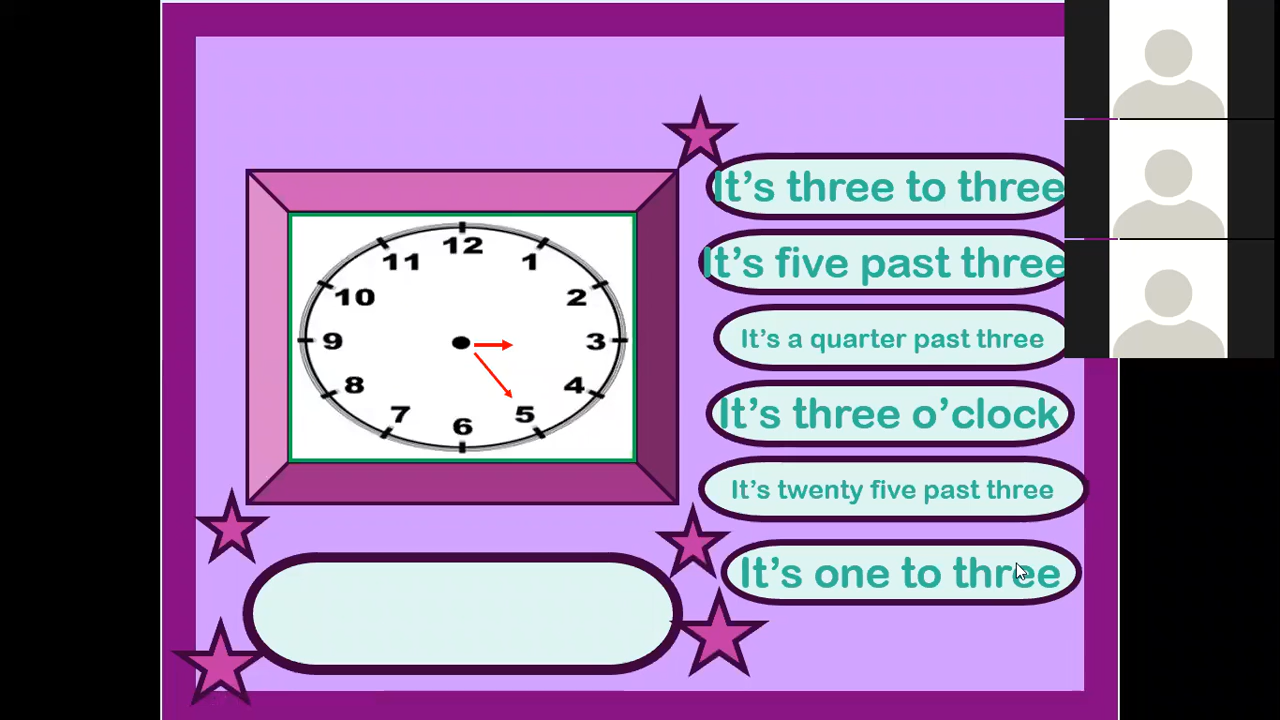 12
11 1
10 2
9 3
8 4
7 5
6
It's three to three
It's five past three
It's a quarter past three
It's three o'clock
It's twenty five past three
It's one to three